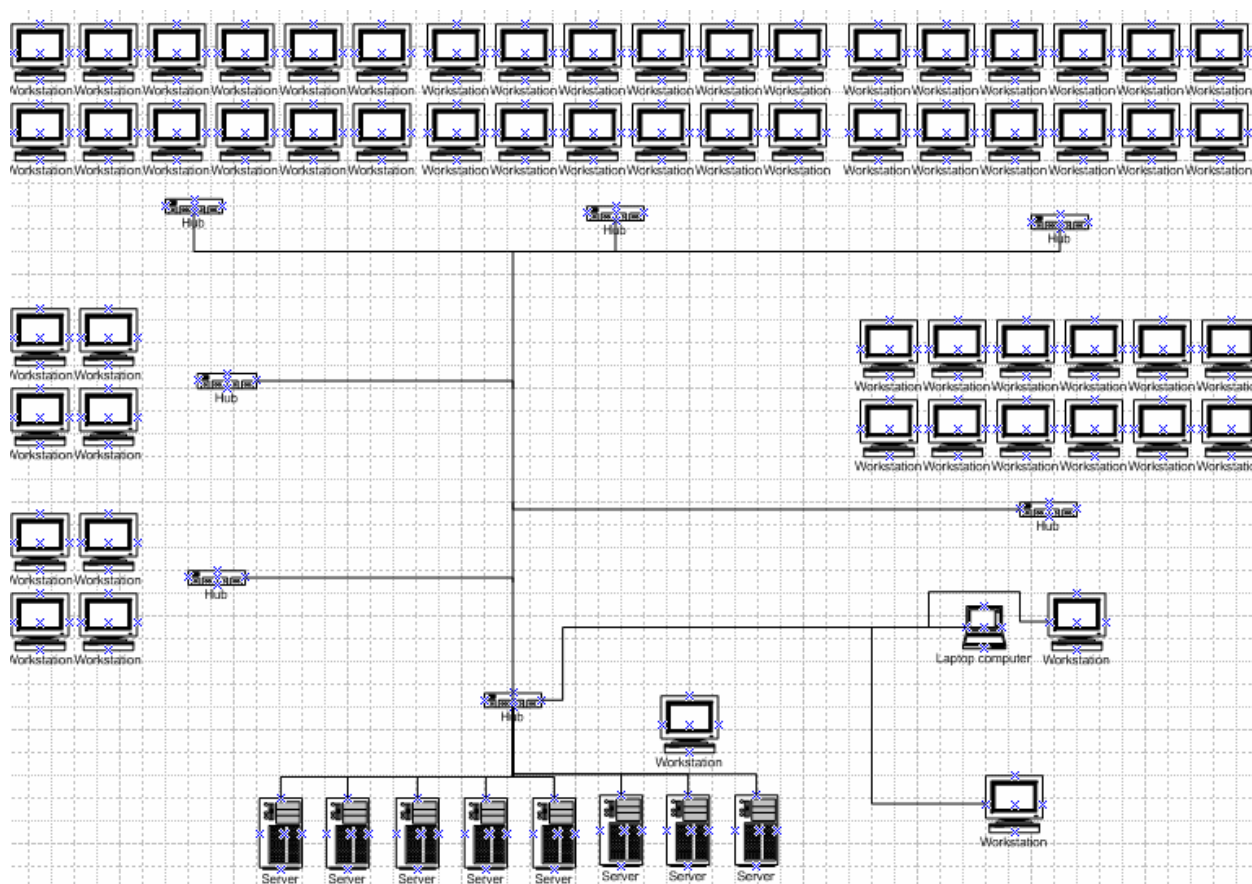 Workstation Workstation Workstation Workstation Workstation Workstation Workstation Workstation Workstation Workstation Workstation Workstation Workstation Workstation Workstation Workstation Workstation Workstation
Workstation Workstation Workstation Workstation Workstation Workstation Workstation Workstation Workstation Workstation Workstation Workstation Workstation Workstation Workstation Workstation Workstation Workstation
Hub Hub Hub
Workstation Workstation
Workstation Workstation Workstation Workstation Workstation Workstation
Hub
Workstation Workstation
Workstation Workstation Workstation Workstation Workstation Workstation
Hub
Workstation Workstation
Hub
Workstation Workstation
Laptop computer Workstation
Hub
Workstation
Workstation
Server Server Server Server Server Server Server Server